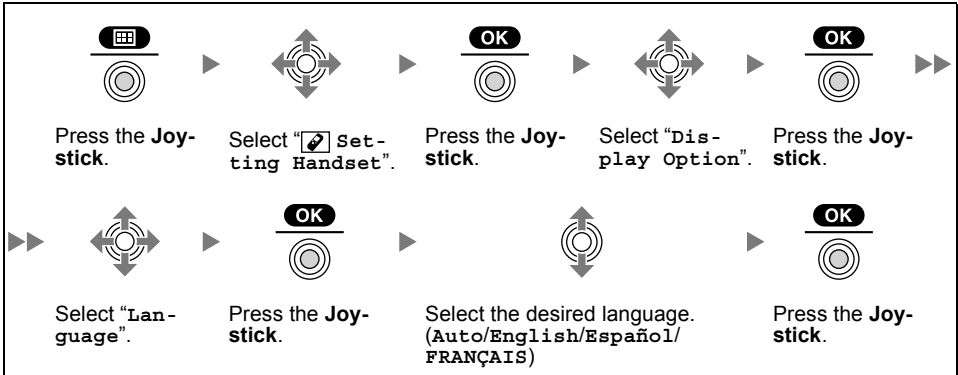 OK OK
Press the Joy-
stick.
Select “ Set-
ting Handset”.
Press the Joy-
stick.
Select “Dis-
play Option”.
Press the Joy-
stick.
OK OK
Select “Lan-
guage”.
Press the Joy-
stick.
Select the desired language.
(Auto/English/Español/
FRANÇAIS)
Press the Joy-
stick.